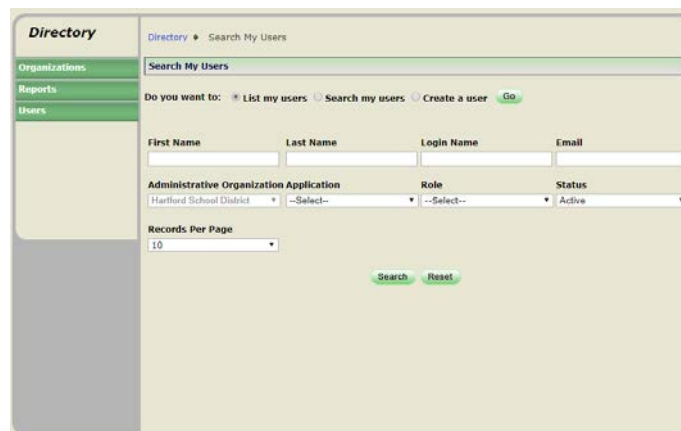 Directory
Directory ♦ Search My Users
Organizations
Reports
Users
Search My Users
Do you want to: List my users Search my users Create a user Go
First Name Last Name Login Name Email
Administrative Organization Application Role Status
Hartford School District --Select-- --Select-- Active
Records Per Page
10
Search Reset